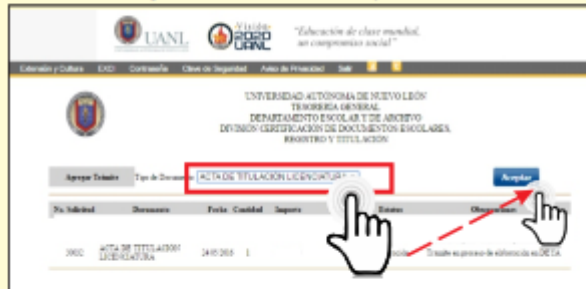 UANL
Visión
2020
UANL
"Educación de clase mundial,
un compromiso social"
Extensión y Cultura EXCI Contraseña Clave de Seguridad Aviso de Privacidad Salir
UNIVERSIDAD AUTÓNOMA DE NUEVO LEÓN
TESORERÍA GENERAL
DEPARTAMENTO ESCOLAR Y DE ARCHIVO
DIVISIÓN CERTIFICACIÓN DE DOCUMENTOS ESCOLARES,
REGISTRO Y TITULACIÓN
Agregar Trámite Tipo de Documento ACTA DE TITULACION LICENCIATURA Aceptar
No. Solicitud Documento Fecha Cantidad Importe Estatus
ACTA DE TITULACION
LICENCIATURA
1 Trámite en proceso de elaboración en